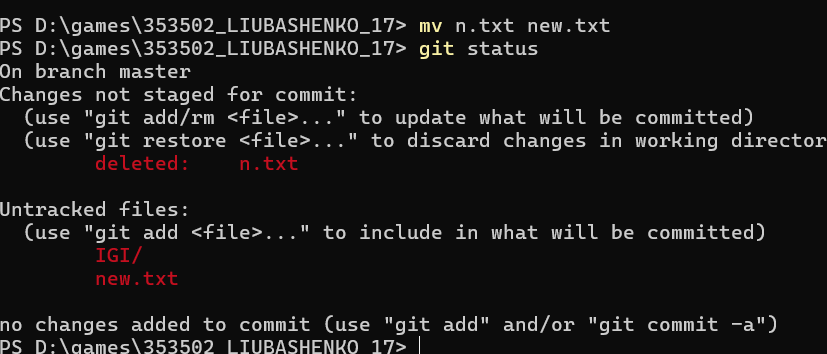 PS D:\games\353502_LIUBASHENKO_17> mv n.txt new.txt
PS D:\games\353502_LIUBASHENKO_17> git status
On branch master
Changes not staged for commit:
  (use "git add/rm <file>..." to update what will be committed)
  (use "git restore <file>..." to discard changes in working director
        deleted:    n.txt

Untracked files:
  (use "git add <file>..." to include in what will be committed)
        IGI/
        new.txt

no changes added to commit (use "git add" and/or "git commit -a")
PS D:\games\353502_LIUBASHENKO_17>